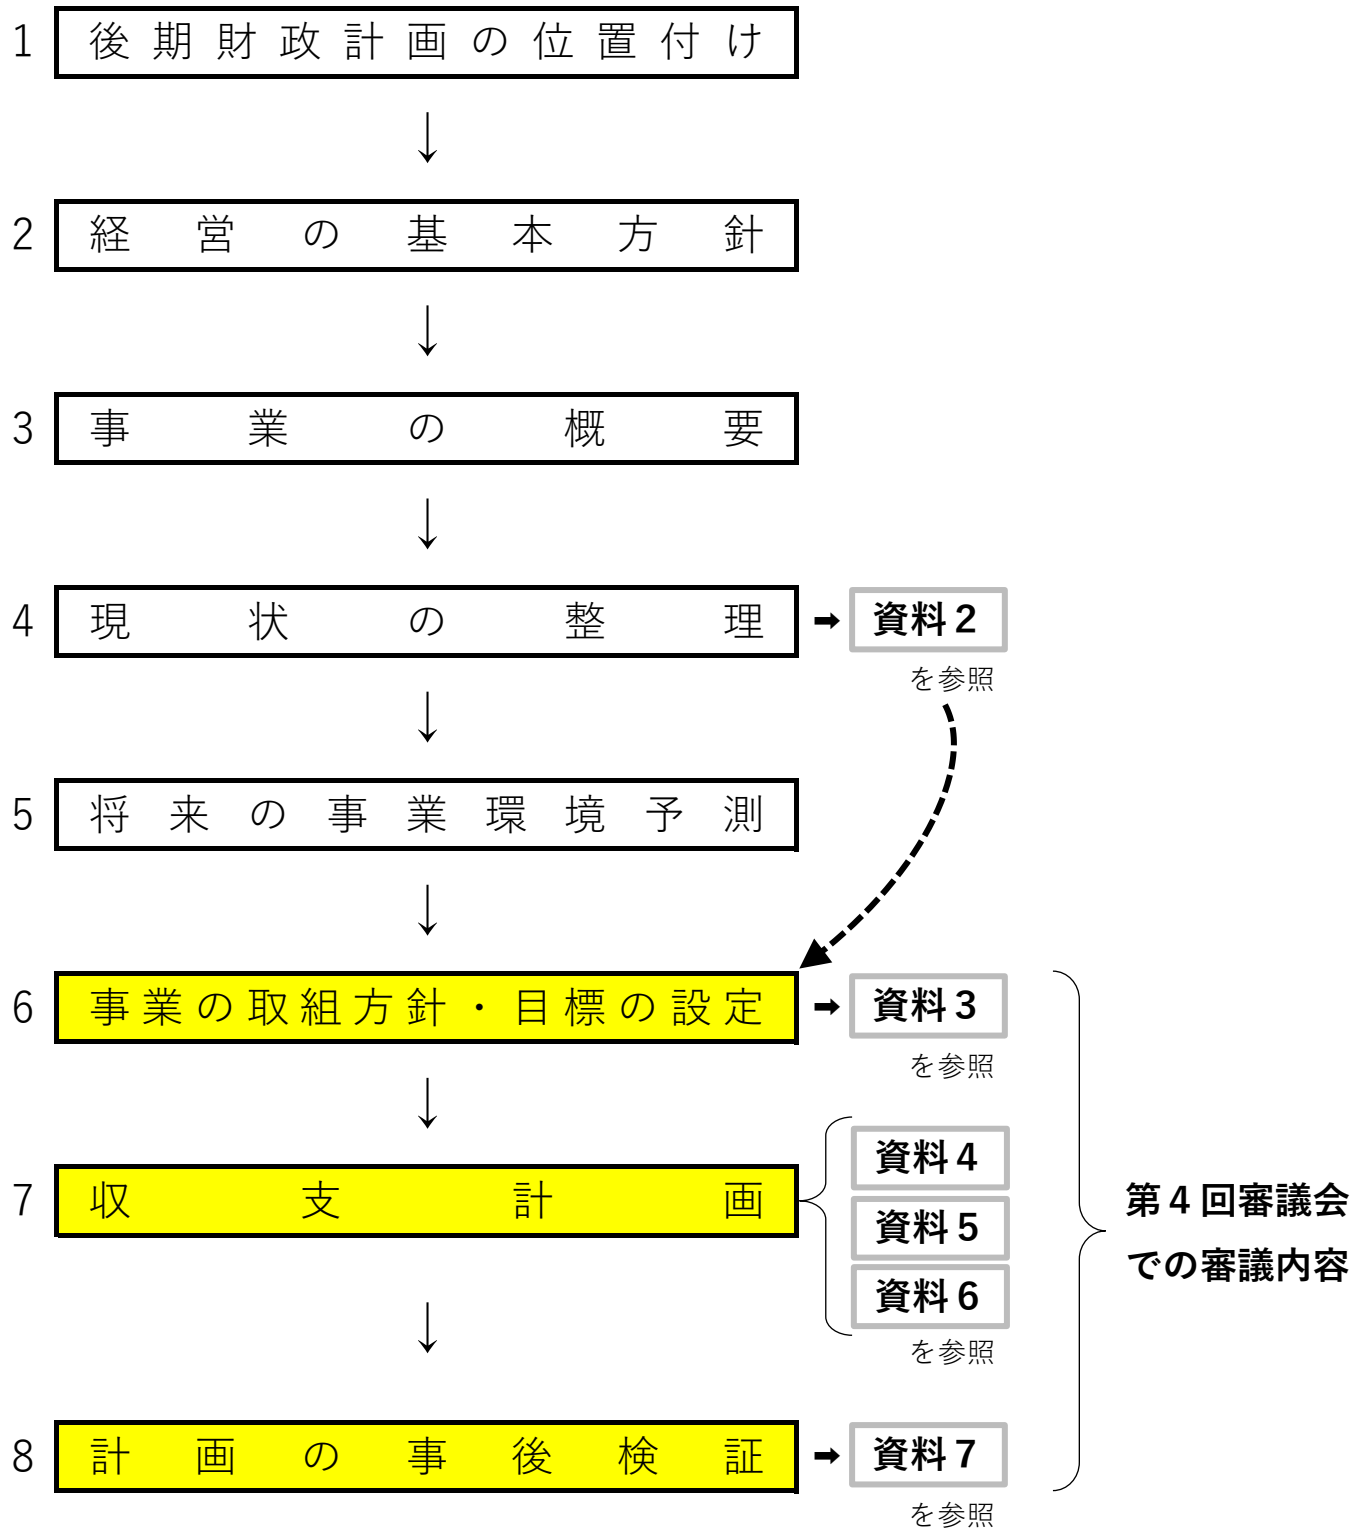 1 後期財政計画の位置付け
↓
2 経営の基本方針
↓
3 事業の概要
↓
4 現状の整理 ➡ 資料２
を参照
↓
5 将来の事業環境予測
↓
6 事業の取組方針・目標の設定 ➡ 資料３
を参照
↓
7 収支計画
資料４
資料５
資料６
を参照
第４回審議会
での審議内容
↓
8 計画の事後検証 ➡ 資料７
を参照